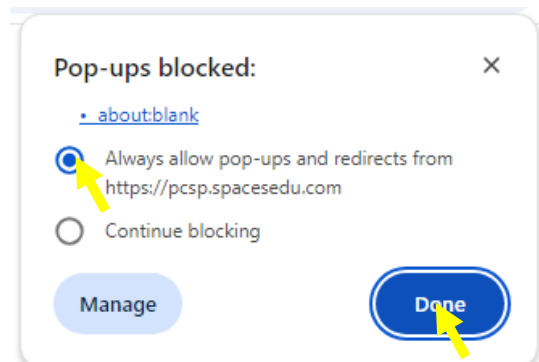 Pop-ups blocked:
• about:blank
Always allow pop-ups and redirects from
https://pcsp.spacesedu.com
Continue blocking
Manage
Done